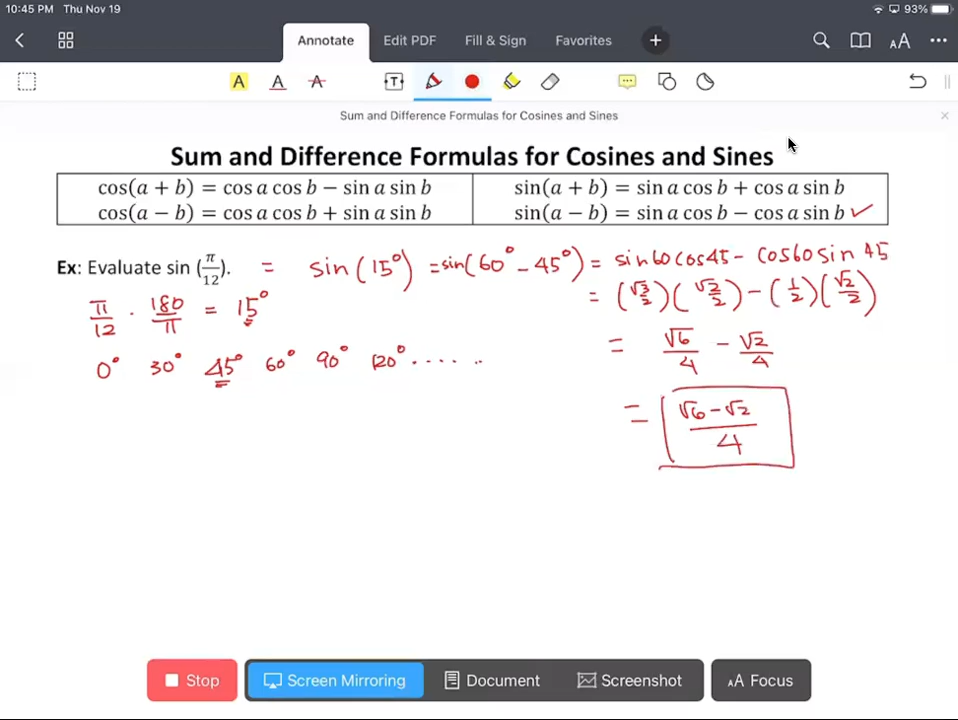 10:45 PM Thu Nov 19 93%
Annotate Edit PDF Fill & Sign Favorites
A A A T AA
Sum and Difference Formulas for Cosines and Sines
Sum and Difference Formulas for Cosines and Sines
cos(a + b) = cos a cos b − sin a sin b sin(a + b) = sin a cos b + cos a sin b
cos(a − b) = cos a cos b + sin a sin b sin(a − b) = sin a cos b − cos a sin b ✓
Ex: Evaluate sin (π/12). = sin(15°) = sin(60° − 45°) = sin60cos45 − cos60sin45
π/12 · 180/π = 15° = (√3/2)(√2/2) − (1/2)(√2/2)
0° 30° 45° 60° 90° 120° ......
= √6/4 − √2/4
= (√6 − √2)/4
Stop Screen Mirroring Document Screenshot AA Focus